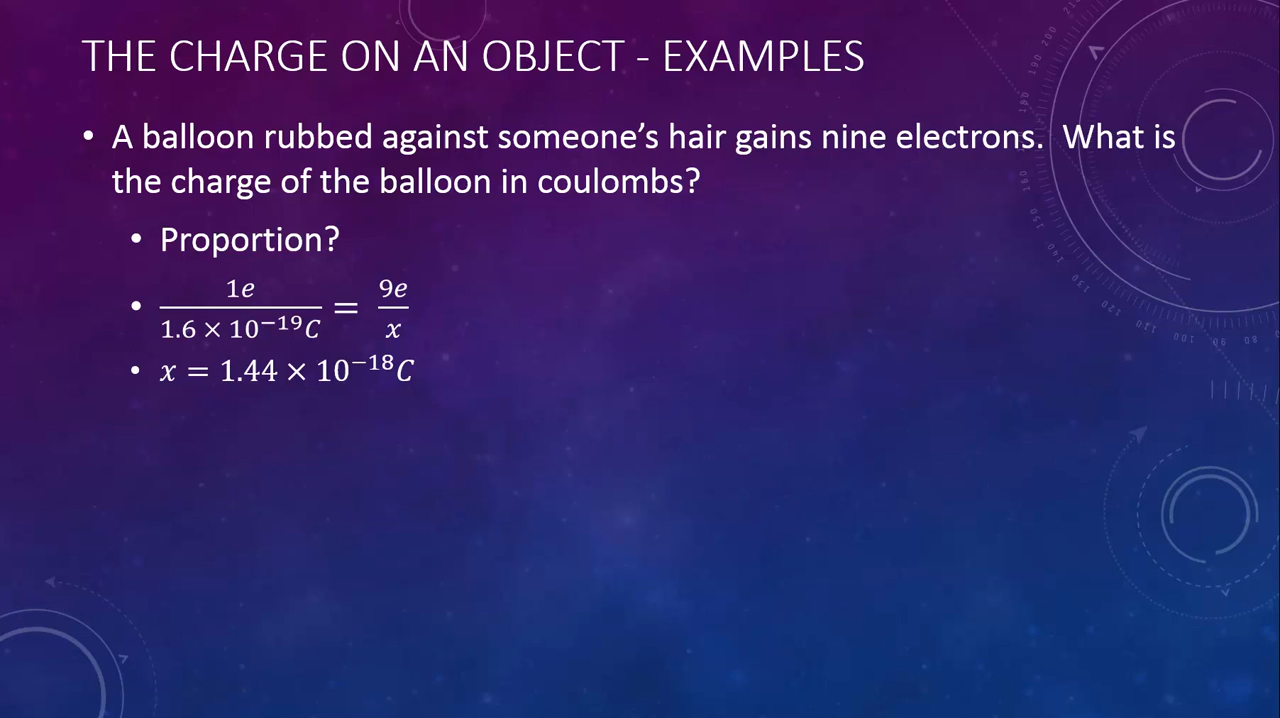 THE CHARGE ON AN OBJECT - EXAMPLES
• A balloon rubbed against someone’s hair gains nine electrons. What is
the charge of the balloon in coulombs?
• Proportion?
• 1e / 1.6 × 10⁻¹⁹C = 9e / x
• x = 1.44 × 10⁻¹⁸C